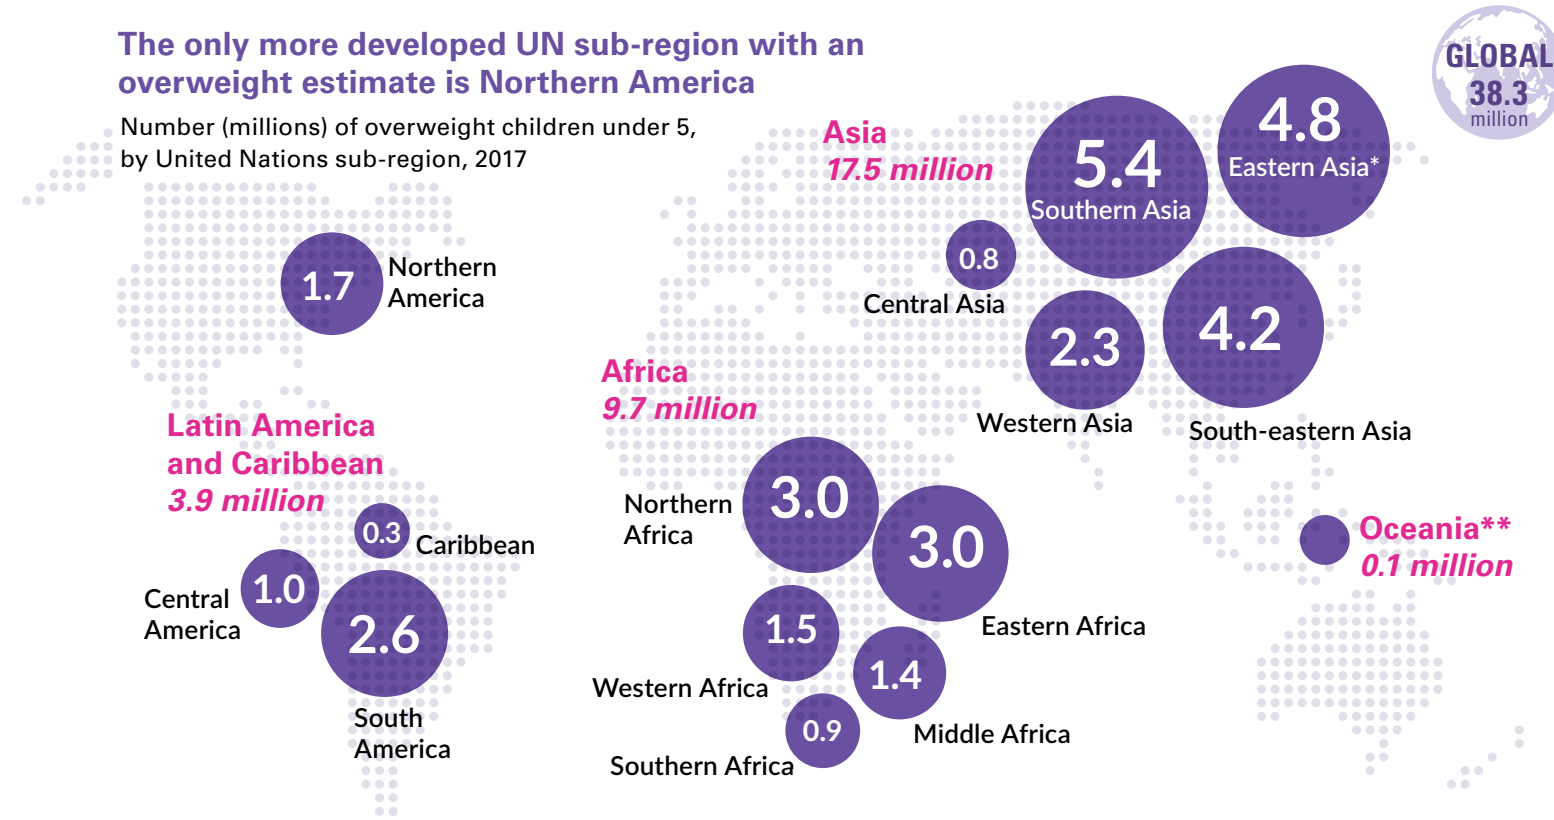 The only more developed UN sub-region with an
overweight estimate is Northern America
Number (millions) of overweight children under 5,
by United Nations sub-region, 2017
GLOBAL
38.3
million
Asia
17.5 million
5.4
Southern Asia
4.8
Eastern Asia*
0.8
Central Asia
2.3
Western Asia
4.2
South-eastern Asia
1.7
Northern
America
Latin America
and Caribbean
3.9 million
0.3
Caribbean
1.0
Central
America
2.6
South
America
Africa
9.7 million
3.0
Northern
Africa
3.0
Eastern Africa
1.5
Western Africa
1.4
Middle Africa
0.9
Southern Africa
Oceania**
0.1 million